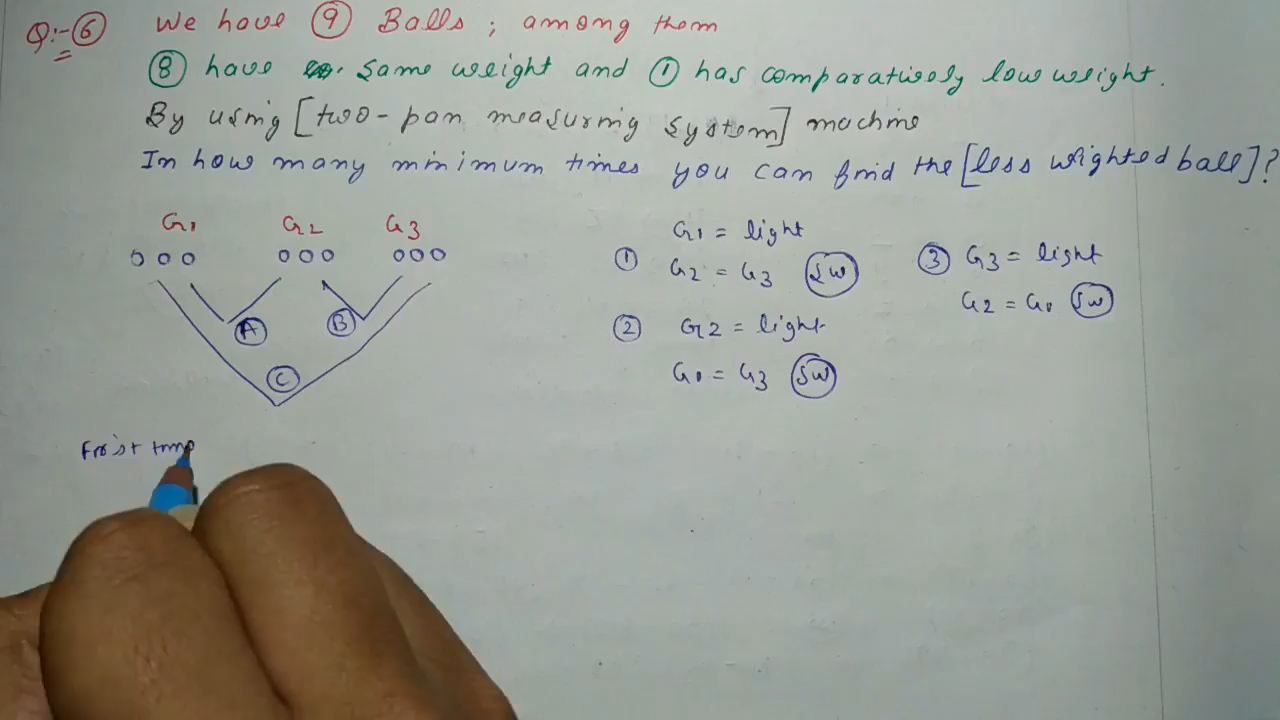 Q:-⑥ We have ⑨ Balls ; among them
⑧ have same weight and ① has comparatively low weight.
By using [two-pan measuring system] machine
In how many minimum times you can find the [less weighted ball]?
G1 G2 G3
A B
C
① G1 = light
G2 = G3 SW
② G2 = light
G1 = G3 SW
③ G3 = light
G2 = G1 SW
First time